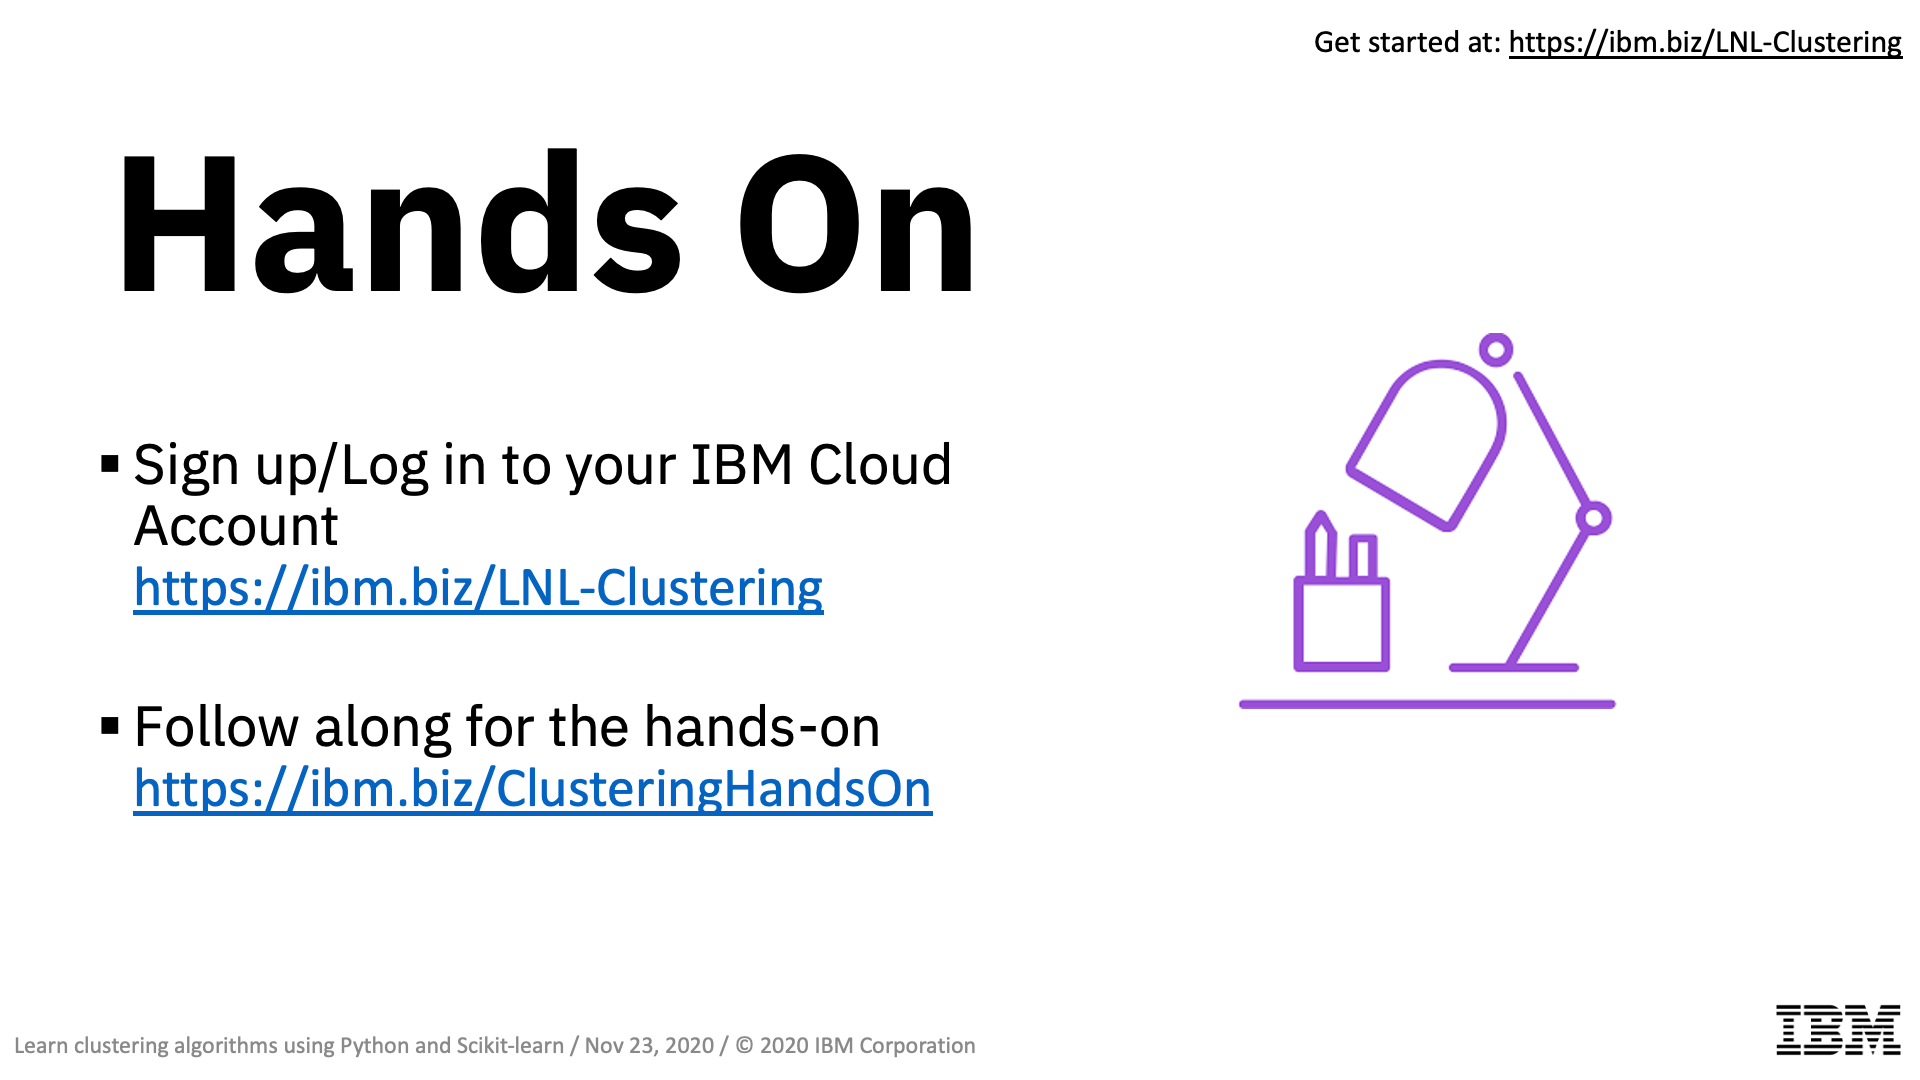 Get started at: https://ibm.biz/LNL-Clustering
Hands On
▪ Sign up/Log in to your IBM Cloud
Account
https://ibm.biz/LNL-Clustering
▪ Follow along for the hands-on
https://ibm.biz/ClusteringHandsOn
Learn clustering algorithms using Python and Scikit-learn / Nov 23, 2020 / © 2020 IBM Corporation
IBM